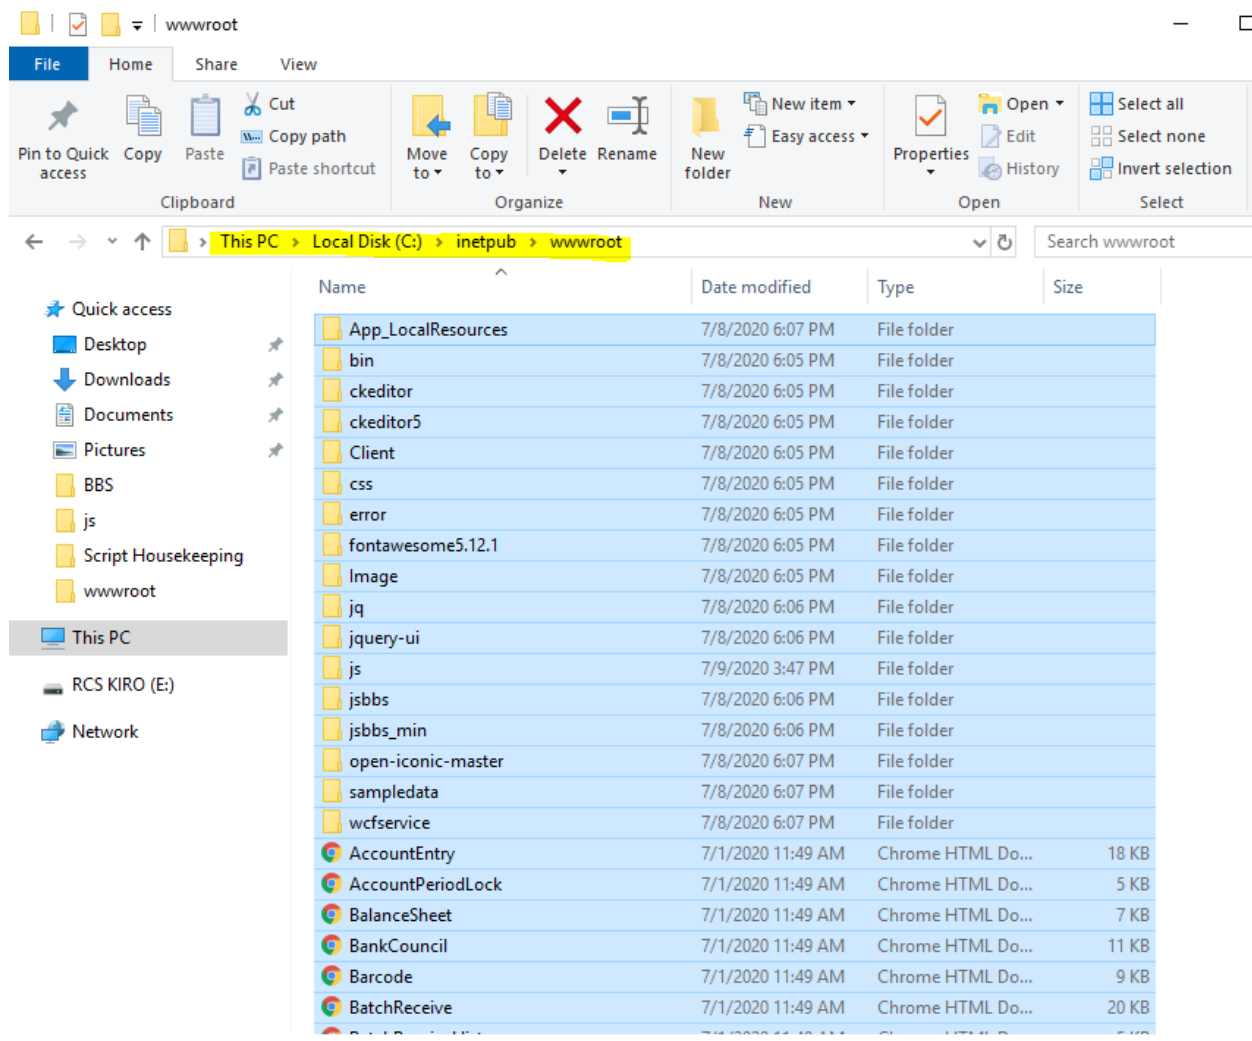 wwwroot
File Home Share View
Pin to Quick access
Copy
Paste
Cut
Copy path
Paste shortcut
Clipboard
Move to
Copy to
Delete
Rename
Organize
New folder
New item
Easy access
New
Properties
Open
Edit
History
Open
Select all
Select none
Invert selection
Select
This PC > Local Disk (C:) > inetpub > wwwroot
Search wwwroot
Quick access
Desktop
Downloads
Documents
Pictures
BBS
js
Script Housekeeping
wwwroot
This PC
RCS KIRO (E:)
Network
Name Date modified Type Size
App_LocalResources 7/8/2020 6:07 PM File folder
bin 7/8/2020 6:05 PM File folder
ckeditor 7/8/2020 6:05 PM File folder
ckeditor5 7/8/2020 6:05 PM File folder
Client 7/8/2020 6:05 PM File folder
css 7/8/2020 6:05 PM File folder
error 7/8/2020 6:05 PM File folder
fontawesome5.12.1 7/8/2020 6:05 PM File folder
Image 7/8/2020 6:05 PM File folder
jq 7/8/2020 6:06 PM File folder
jquery-ui 7/8/2020 6:06 PM File folder
js 7/9/2020 3:47 PM File folder
jsbbs 7/8/2020 6:06 PM File folder
jsbbs_min 7/8/2020 6:06 PM File folder
open-iconic-master 7/8/2020 6:07 PM File folder
sampledata 7/8/2020 6:07 PM File folder
wcfservice 7/8/2020 6:07 PM File folder
AccountEntry 7/1/2020 11:49 AM Chrome HTML Do... 18 KB
AccountPeriodLock 7/1/2020 11:49 AM Chrome HTML Do... 5 KB
BalanceSheet 7/1/2020 11:49 AM Chrome HTML Do... 7 KB
BankCouncil 7/1/2020 11:49 AM Chrome HTML Do... 11 KB
Barcode 7/1/2020 11:49 AM Chrome HTML Do... 9 KB
BatchReceive 7/1/2020 11:49 AM Chrome HTML Do... 20 KB